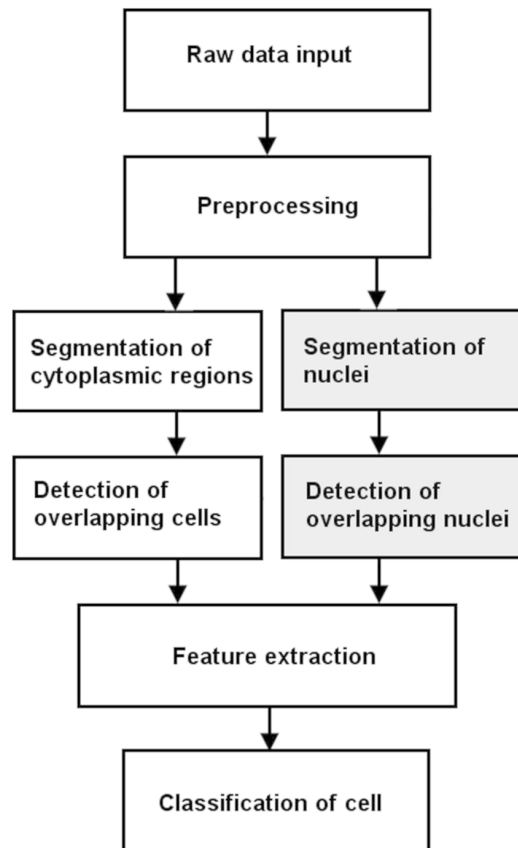 Raw data input
Preprocessing
Segmentation of
cytoplasmic regions
Segmentation of
nuclei
Detection of
overlapping cells
Detection of
overlapping nuclei
Feature extraction
Classification of cell